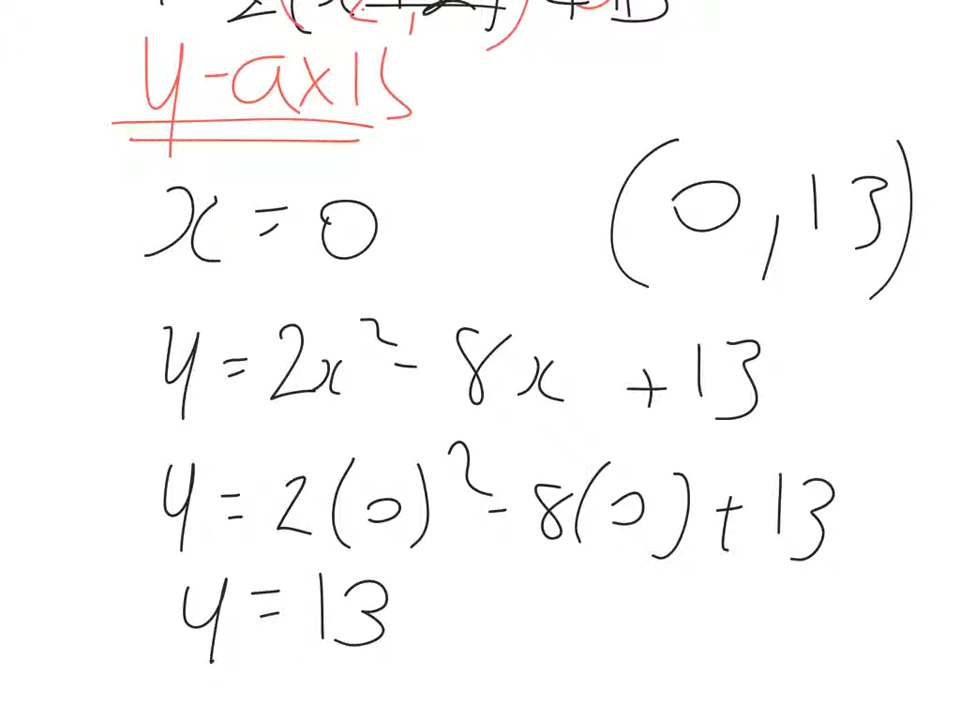 y-axis
x = 0
(0, 13)
y = 2x² - 8x + 13
y = 2(0)² - 8(0) + 13
y = 13